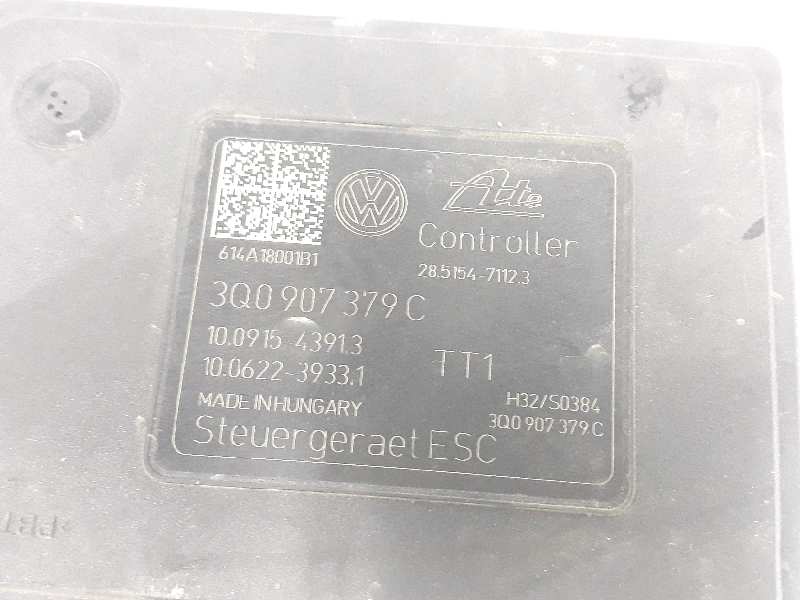 Ate
614A18001B1
Controller
28.5154-7112.3
3Q0 907 379 C
10.0915-4391.3
10.0622-3933.1
TT1
MADE IN HUNGARY
H32/S0384
3Q0 907 379 C
Steuergeraet ESC
>PBT